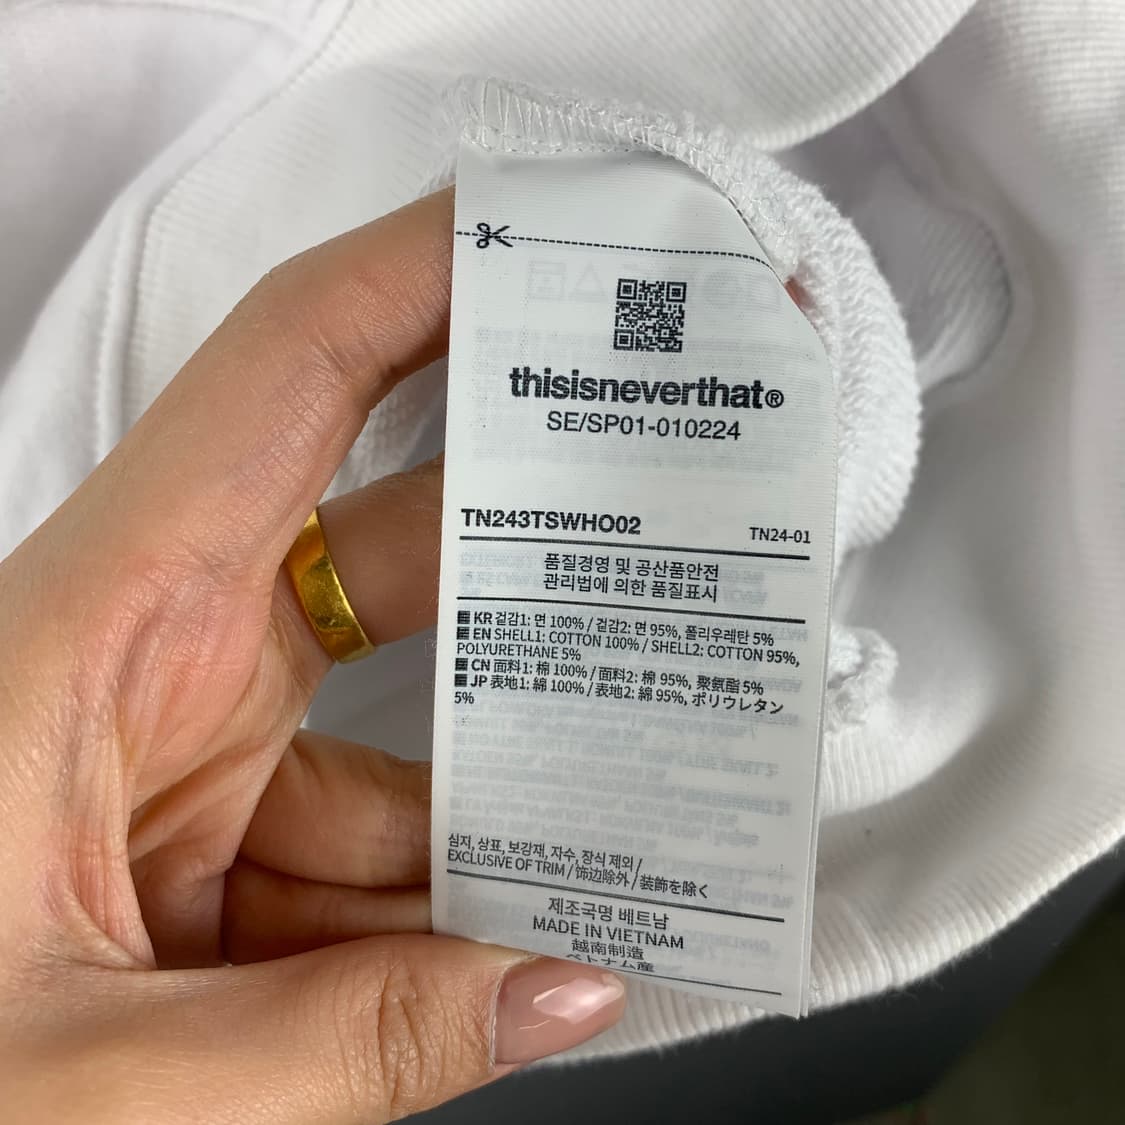 thisisneverthat®
SE/SP01-010224
TN243TSWHO02 TN24-01
품질경영 및 공산품안전
관리법에 의한 품질표시
KR 겉감1: 면 100% / 겉감2: 면 95%, 폴리우레탄 5%
EN SHELL1: COTTON 100% / SHELL2: COTTON 95%,
POLYURETHANE 5%
CN 面料1: 棉 100% / 面料2: 棉 95%, 聚氨酯 5%
JP 表地1: 綿 100% / 表地2: 綿 95%, ポリウレタン
5%
심지, 상표, 보강재, 자수, 장식 제외 /
EXCLUSIVE OF TRIM / 饰边除外 / 装飾を除く
제조국명 베트남
MADE IN VIETNAM
越南制造
ベトナム産